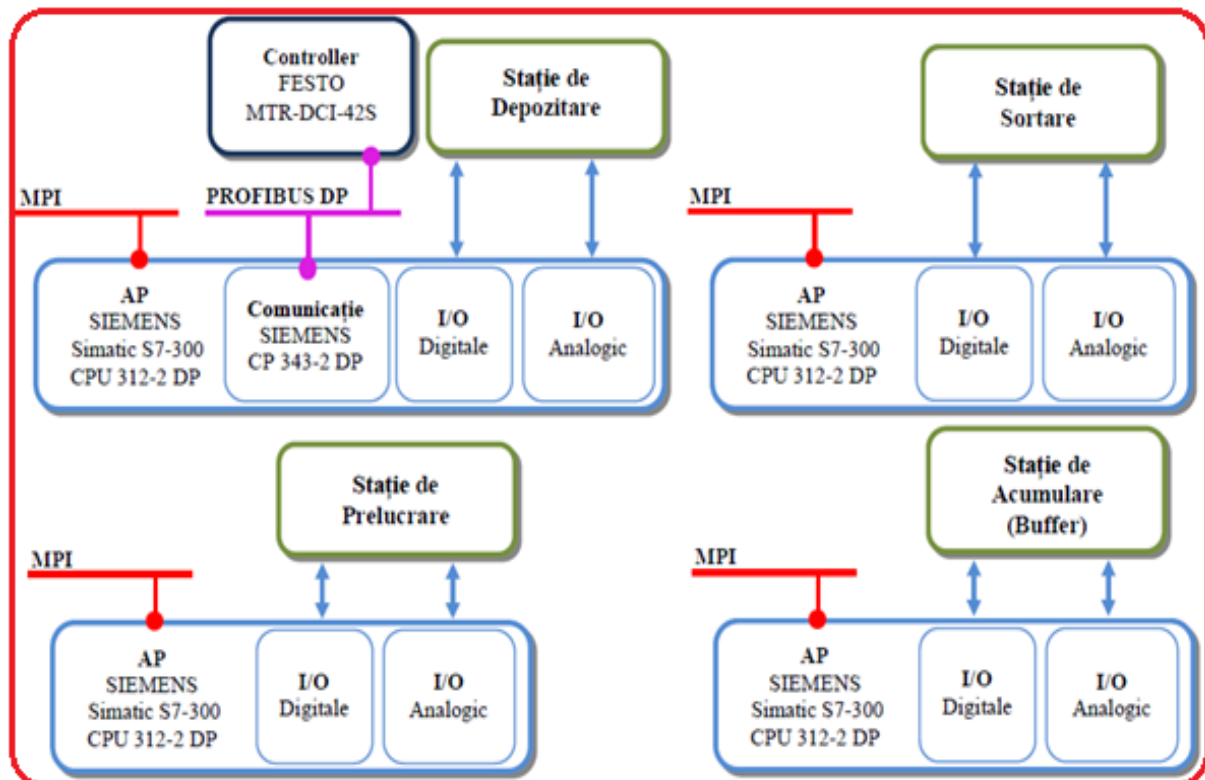 Controller
FESTO
MTR-DCI-42S
Stație de
Depozitare
Stație de
Sortare
MPI
PROFIBUS DP
MPI
AP
SIEMENS
Simatic S7-300
CPU 312-2 DP
Comunicație
SIEMENS
CP 343-2 DP
I/O
Digitale
I/O
Analogic
AP
SIEMENS
Simatic S7-300
CPU 312-2 DP
I/O
Digitale
I/O
Analogic
Stație de
Prelucrare
Stație de
Acumulare
(Buffer)
MPI
MPI
AP
SIEMENS
Simatic S7-300
CPU 312-2 DP
I/O
Digitale
I/O
Analogic
AP
SIEMENS
Simatic S7-300
CPU 312-2 DP
I/O
Digitale
I/O
Analogic